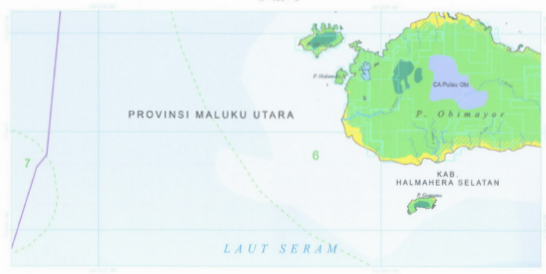 CA Pulau Obi
PROVINSI MALUKU UTARA
P. Obimayor
6
7
KAB.
HALMAHERA SELATAN
LAUT SERAM